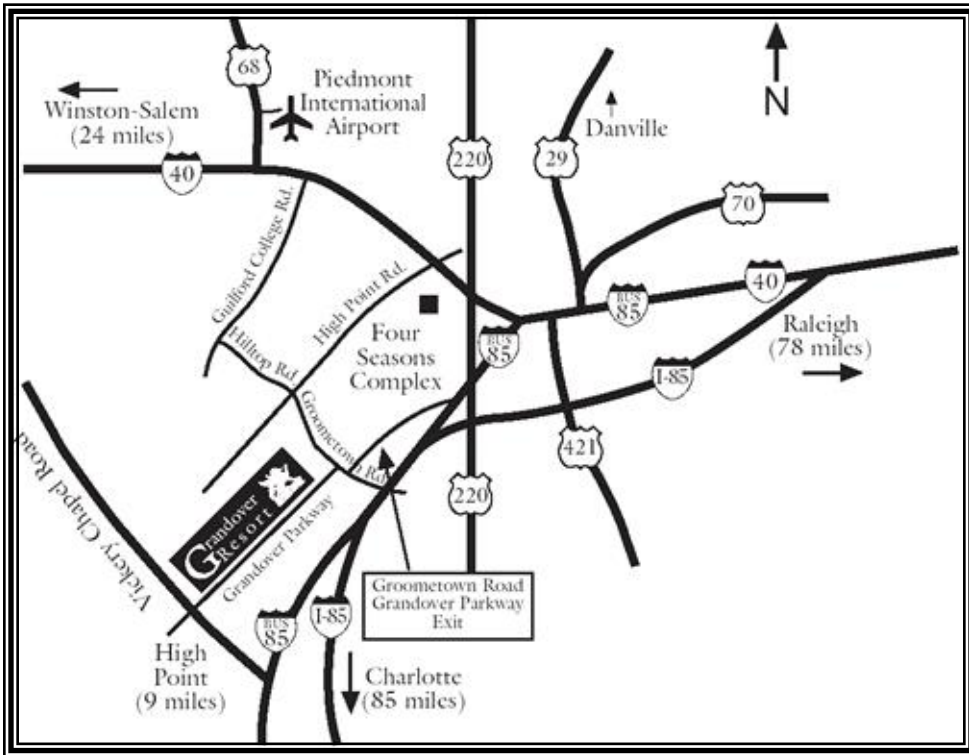 68
Piedmont
International
Airport
Winston-Salem
(24 miles)
40
220
29
Danville
N
70
Guilford College Rd.
High Point Rd.
40
BUS
85
Hilltop Rd
Four
Seasons
Complex
BUS
85
Raleigh
(78 miles)
I-85
Groometown Rd
421
220
Vickery Chapel Road
Grandover
Resort
Grandover Parkway
Groometown Road
Grandover Parkway
Exit
BUS
85
I-85
High
Point
(9 miles)
Charlotte
(85 miles)